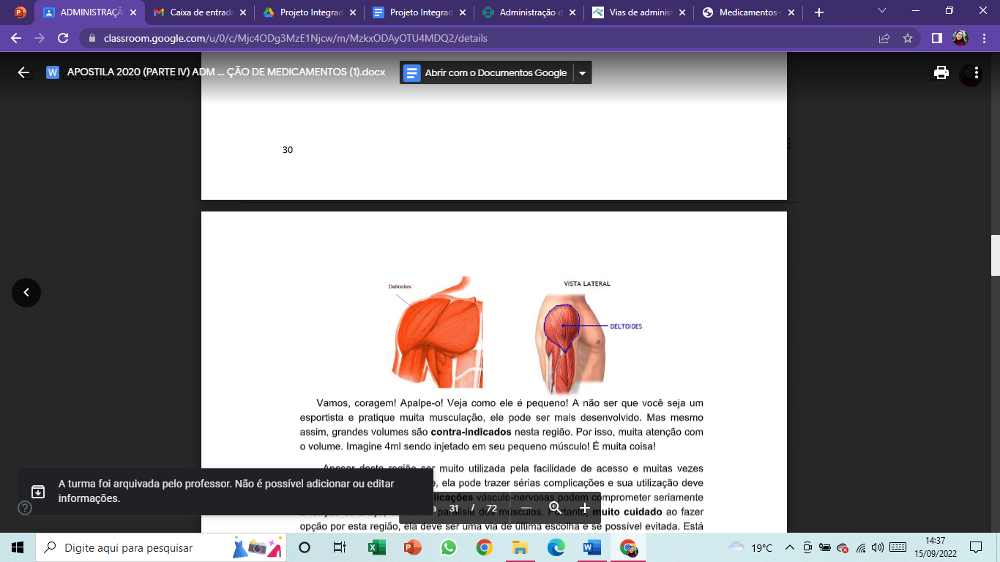 ADMINISTRAÇÃ
Caixa de entrada
Projeto Integrad
Projeto Integrad
Administração d
Vias de administ
Medicamentos-
classroom.google.com/u/0/c/Mjc4ODg3MzE1Njcw/m/MzkxODAyOTU4MDQ2/details
APOSTILA 2020 (PARTE IV) ADM ... ÇÃO DE MEDICAMENTOS (1).docx
Abrir com o Documentos Google
30
Deltoides
VISTA LATERAL
DELTOIDES
Vamos, coragem! Apalpe-o! Veja como ele é pequeno! A não ser que você seja um
esportista e pratique muita musculação, ele pode ser mais desenvolvido. Mas mesmo
assim, grandes volumes são contra-indicados nesta região. Por isso, muita atenção com
o volume. Imagine 4ml sendo injetado em seu pequeno músculo! É muita coisa!
Apesar desta região ser muito utilizada pela facilidade de acesso e muitas vezes
, ela pode trazer sérias complicações e sua utilização deve
licações vásculo-nervosas podem comprometer seriamente
paralisia dos músculos. Portanto, muito cuidado ao fazer
opção por esta região, ela deve ser uma via de última escolha e se possível evitada. Está
A turma foi arquivada pelo professor. Não é possível adicionar ou editar
informações.
31 / 72
Digite aqui para pesquisar
19°C
14:37
15/09/2022